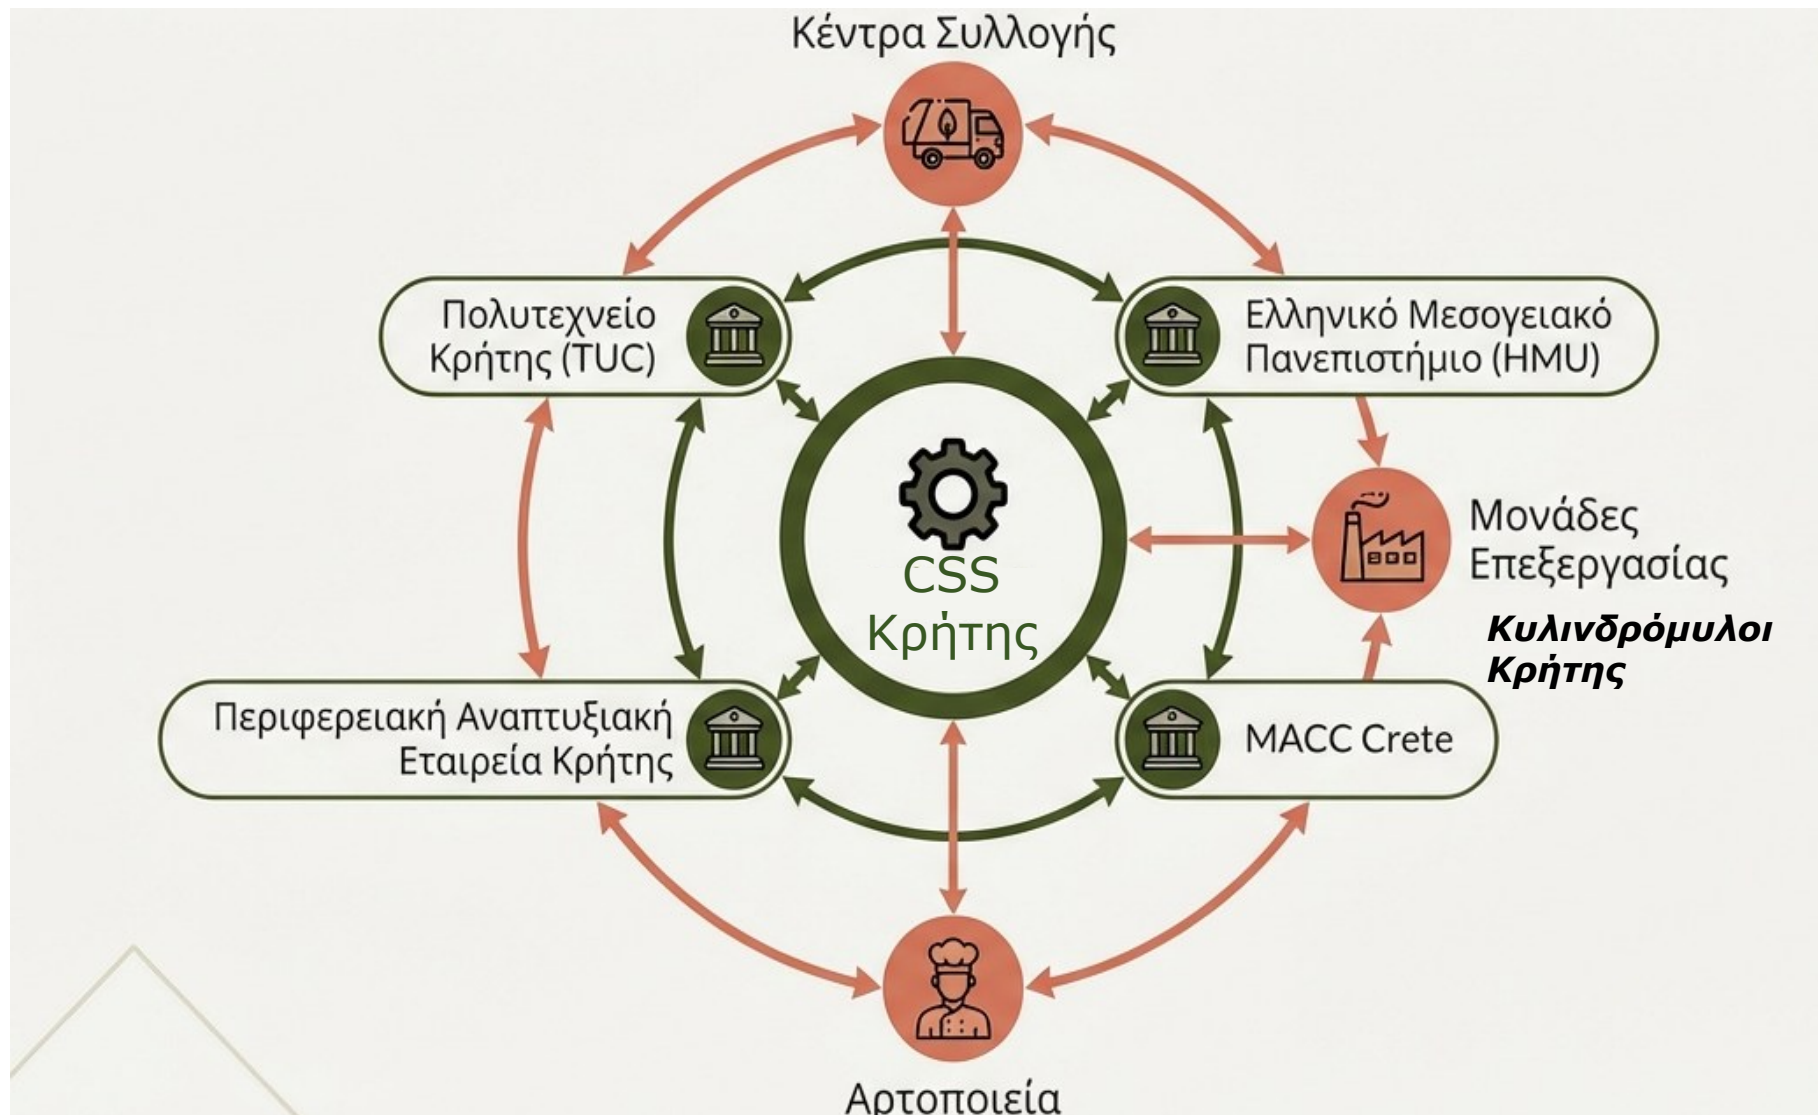 Κέντρα Συλλογής
Πολυτεχνείο
Κρήτης (TUC)
Ελληνικό Μεσογειακό
Πανεπιστήμιο (HMU)
CSS
Κρήτης
Μονάδες
Επεξεργασίας
Κυλινδρόμυλοι
Κρήτης
Περιφερειακή Αναπτυξιακή
Εταιρεία Κρήτης
MACC Crete
Αρτοποιεία